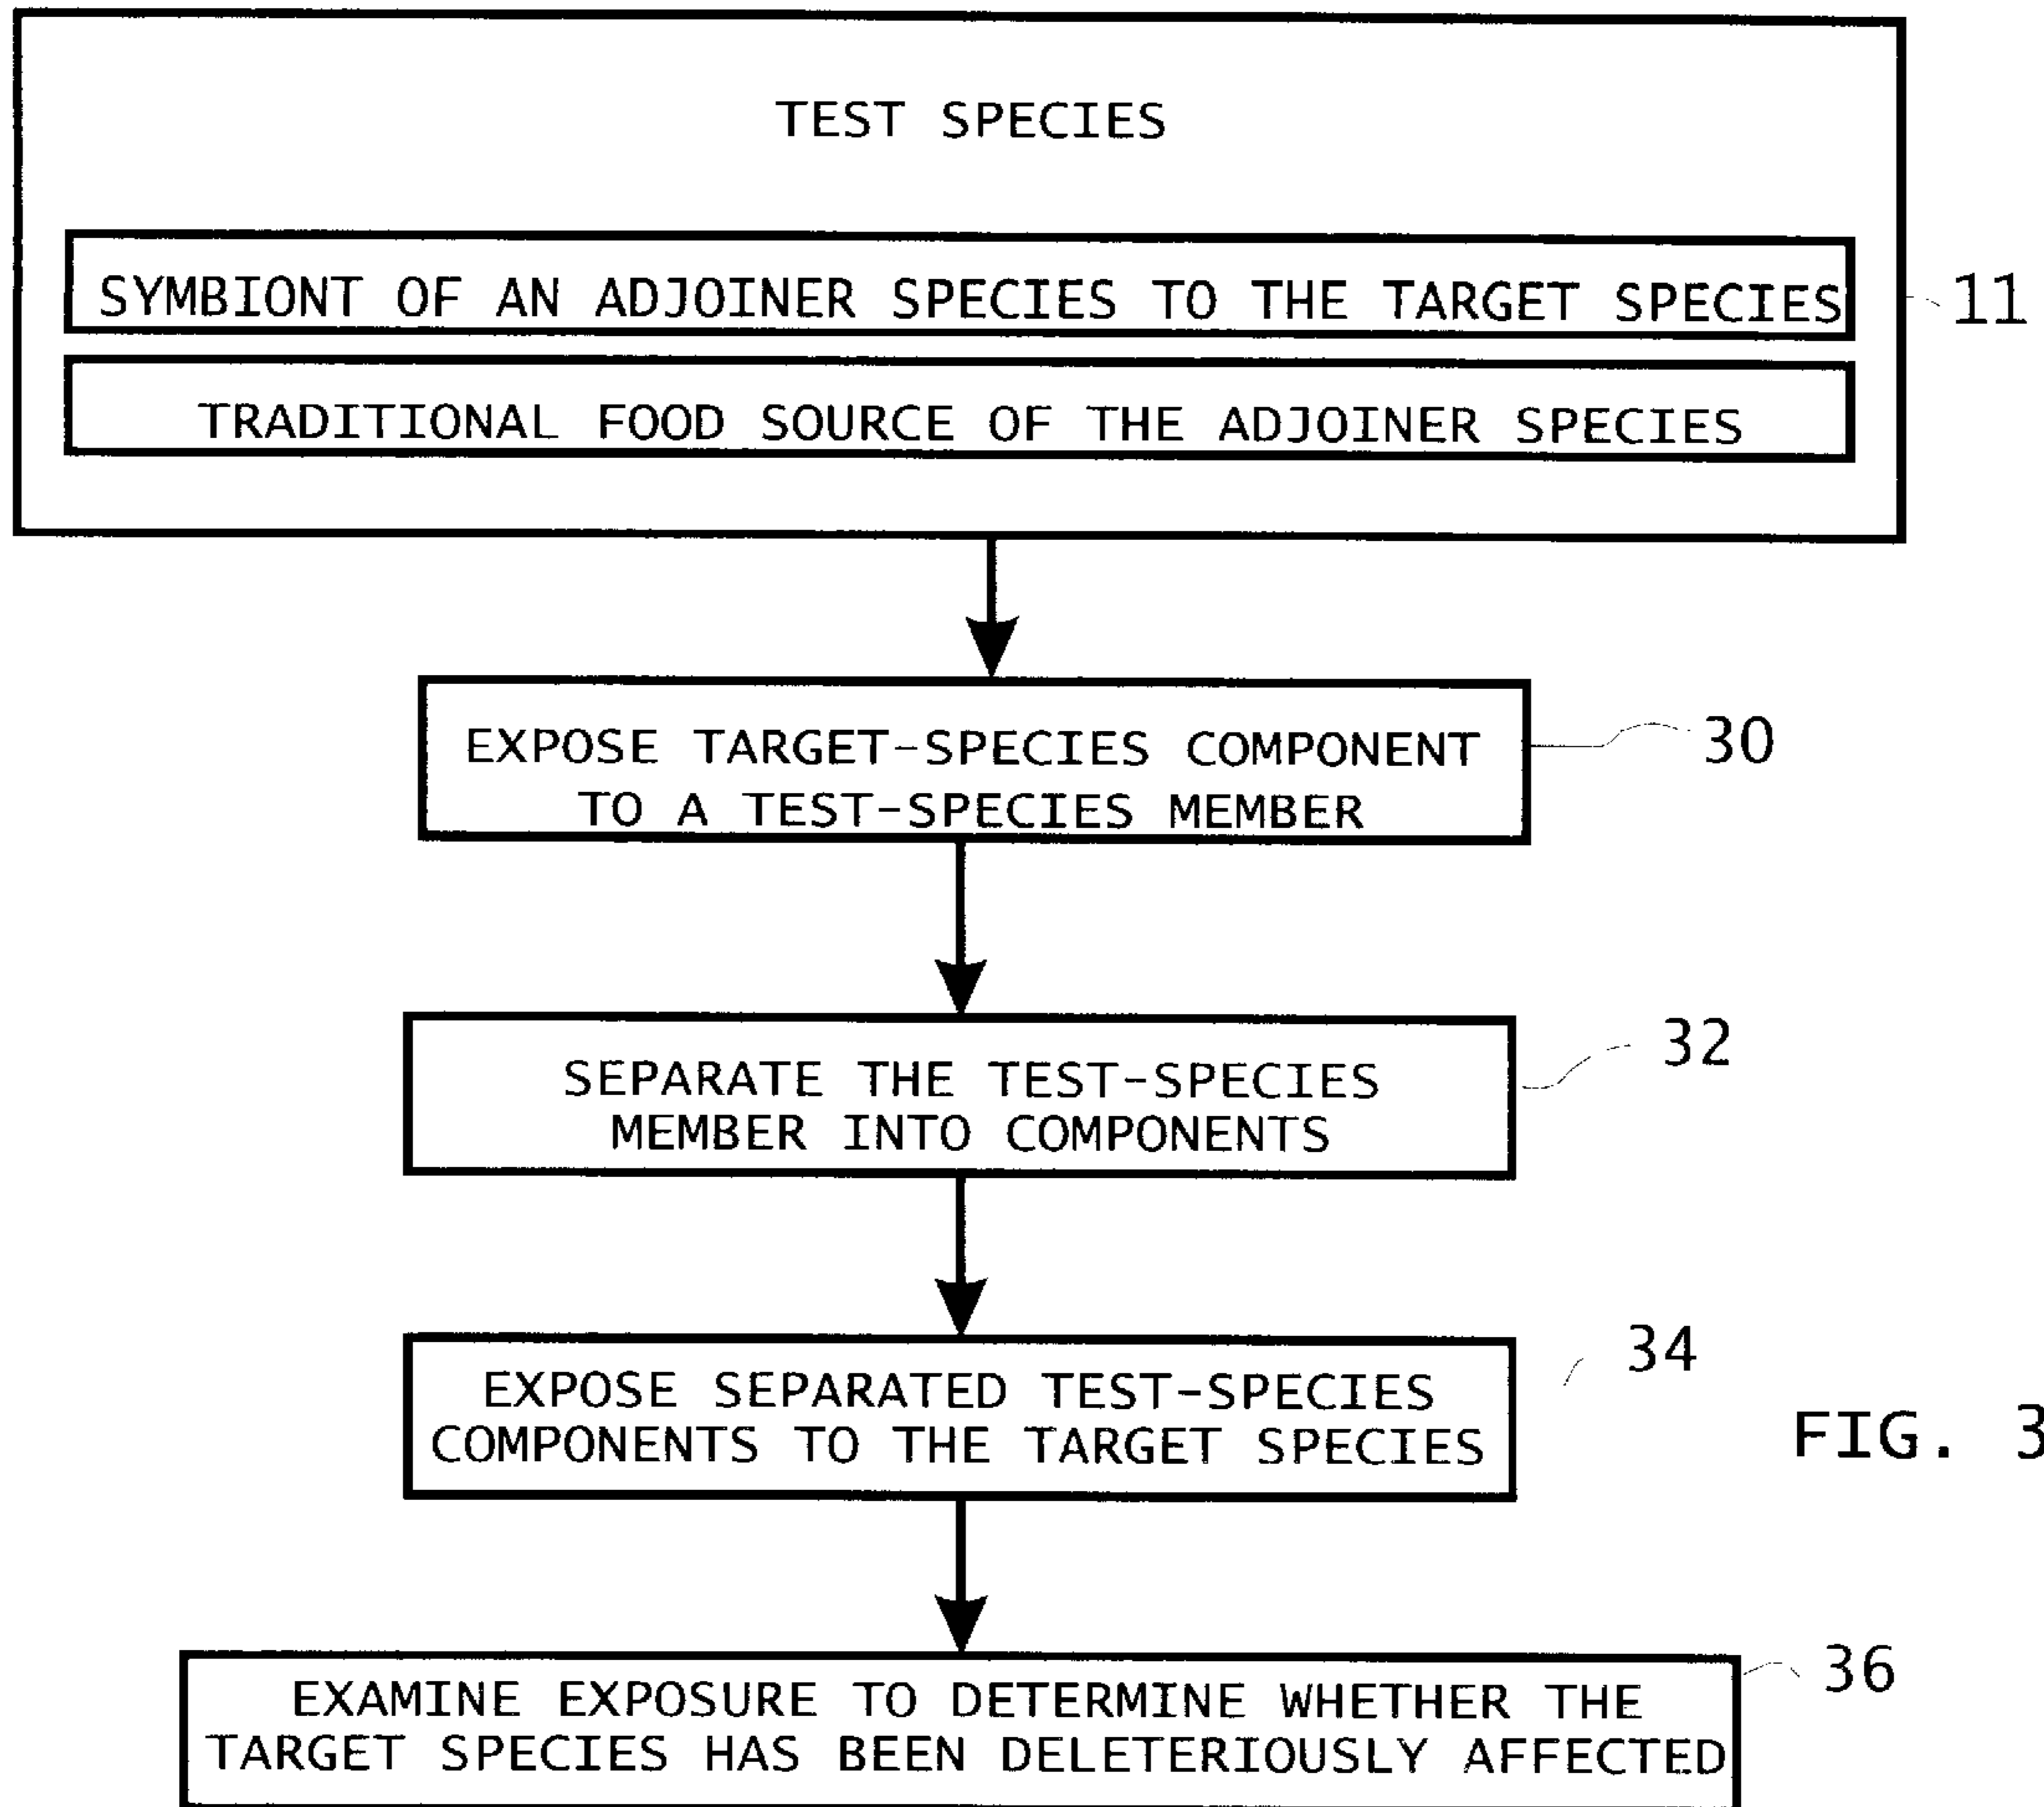 TEST SPECIES
SYMBIONT OF AN ADJOINER SPECIES TO THE TARGET SPECIES
11
TRADITIONAL FOOD SOURCE OF THE ADJOINER SPECIES
EXPOSE TARGET-SPECIES COMPONENT
TO A TEST-SPECIES MEMBER
30
SEPARATE THE TEST-SPECIES
MEMBER INTO COMPONENTS
32
EXPOSE SEPARATED TEST-SPECIES
COMPONENTS TO THE TARGET SPECIES
34
FIG. 3
EXAMINE EXPOSURE TO DETERMINE WHETHER THE
TARGET SPECIES HAS BEEN DELETERIOUSLY AFFECTED
36